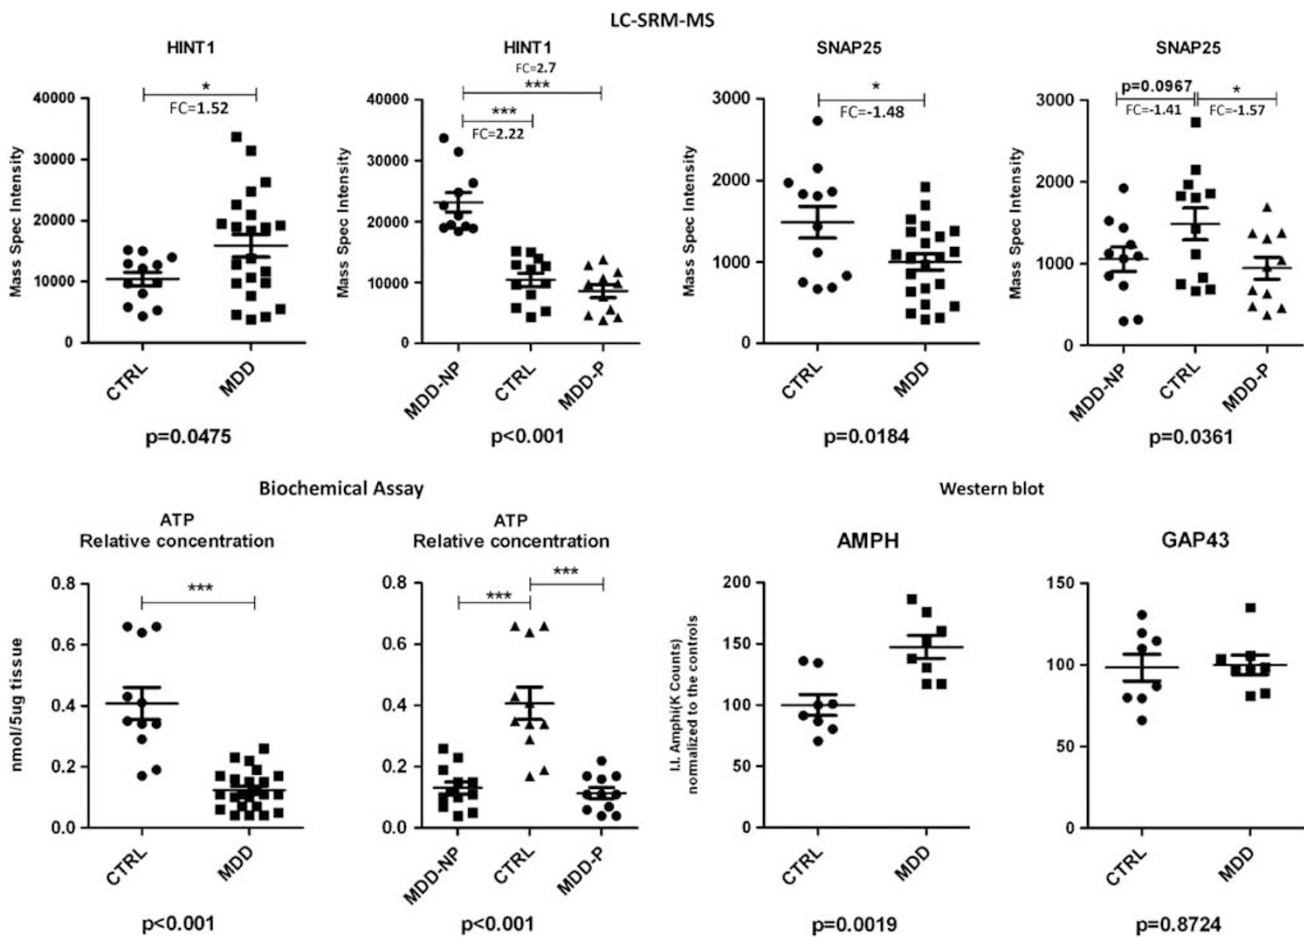 LC-SRM-MS
HINT1
*
FC=1.52
Mass Spec Intensity
40000
30000
20000
10000
0
CTRL
MDD
p=0.0475
HINT1
FC=2.7
***
***
FC=2.22
Mass Spec Intensity
40000
30000
20000
10000
0
MDD-NP
CTRL
MDD-P
p<0.001
SNAP25
*
FC=-1.48
Mass Spec Intensity
3000
2000
1000
0
CTRL
MDD
p=0.0184
SNAP25
p=0.0967
*
FC=-1.41
FC=-1.57
Mass Spec Intensity
3000
2000
1000
0
MDD-NP
CTRL
MDD-P
p=0.0361
Biochemical Assay
ATP
Relative concentration
***
nmol/5ug tissue
0.8
0.6
0.4
0.2
0.0
CTRL
MDD
p<0.001
ATP
Relative concentration
***
***
0.8
0.6
0.4
0.2
0.0
MDD-NP
CTRL
MDD-P
p<0.001
Western blot
AMPH
I.I. Amphi(K Counts)
normalized to the controls
200
150
100
50
0
CTRL
MDD
p=0.0019
GAP43
150
100
50
0
CTRL
MDD
p=0.8724